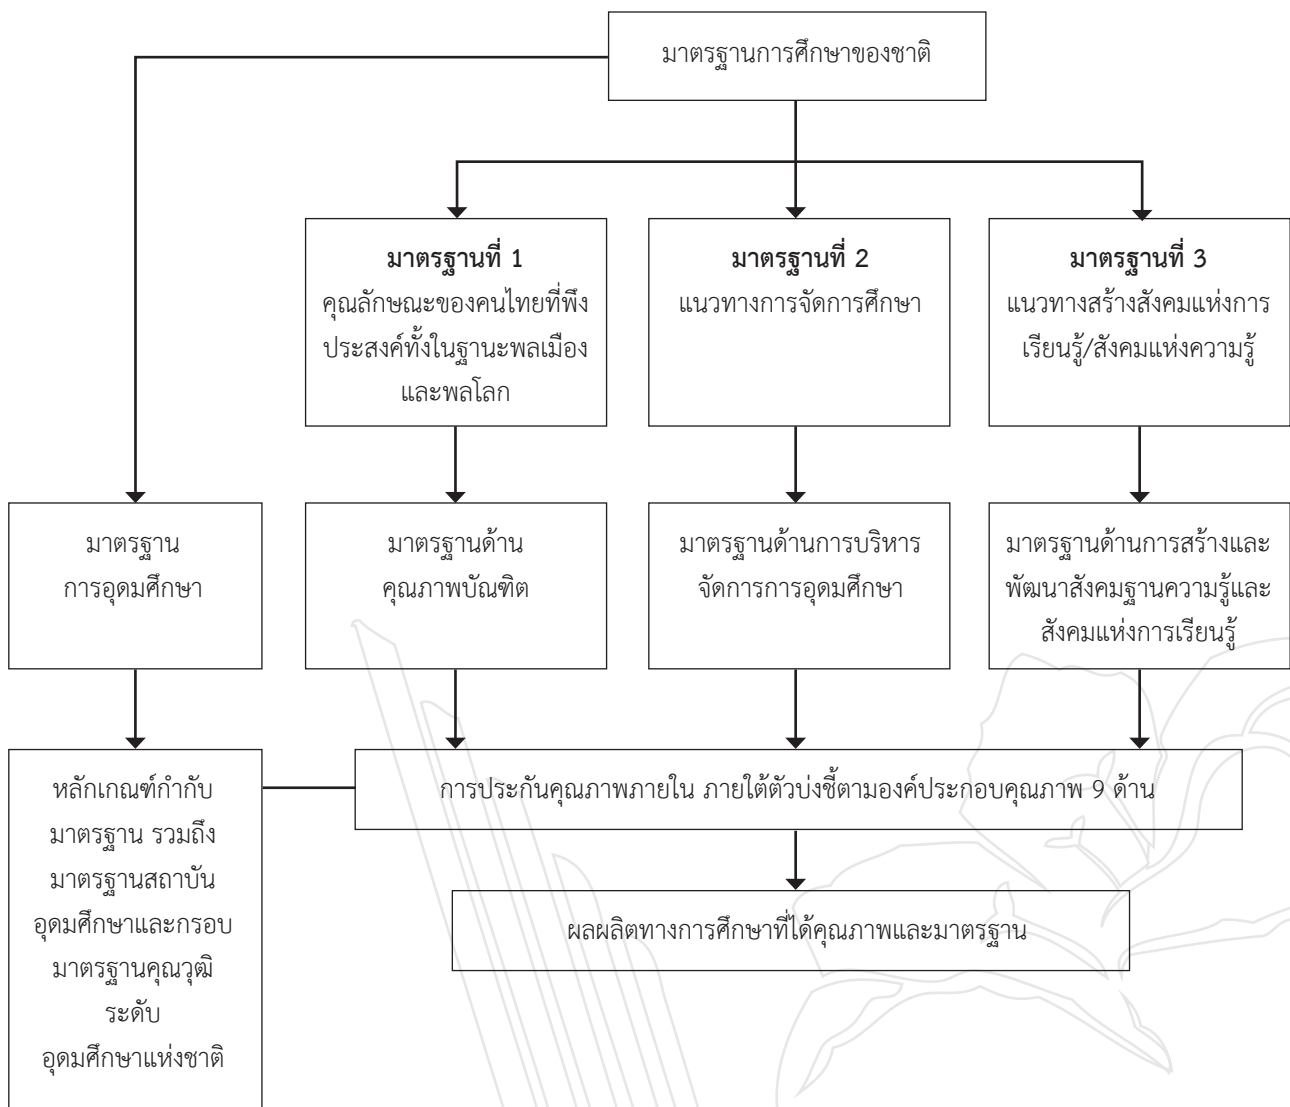 มาตรฐานการศึกษาของชาติ
มาตรฐานที่ 1
คุณลักษณะของคนไทยที่พึง
ประสงค์ทั้งในฐานะพลเมือง
และพลโลก
มาตรฐานที่ 2
แนวทางการจัดการศึกษา
มาตรฐานที่ 3
แนวทางสร้างสังคมแห่งการ
เรียนรู้/สังคมแห่งความรู้
มาตรฐาน
การอุดมศึกษา
มาตรฐานด้าน
คุณภาพบัณฑิต
มาตรฐานด้านการบริหาร
จัดการการอุดมศึกษา
มาตรฐานด้านการสร้างและ
พัฒนาสังคมฐานความรู้และ
สังคมแห่งการเรียนรู้
หลักเกณฑ์กำกับ
มาตรฐาน รวมถึง
มาตรฐานสถาบัน
อุดมศึกษาและกรอบ
มาตรฐานคุณวุฒิ
ระดับ
อุดมศึกษาแห่งชาติ
การประกันคุณภาพภายใน ภายใต้ตัวบ่งชี้ตามองค์ประกอบคุณภาพ 9 ด้าน
ผลผลิตทางการศึกษาที่ได้คุณภาพและมาตรฐาน